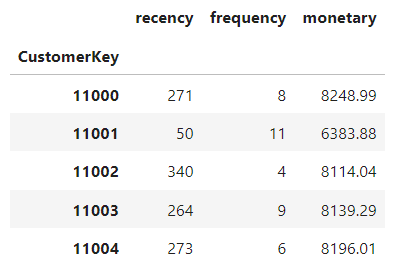 recency frequency monetary
CustomerKey
11000 271 8 8248.99
11001 50 11 6383.88
11002 340 4 8114.04
11003 264 9 8139.29
11004 273 6 8196.01